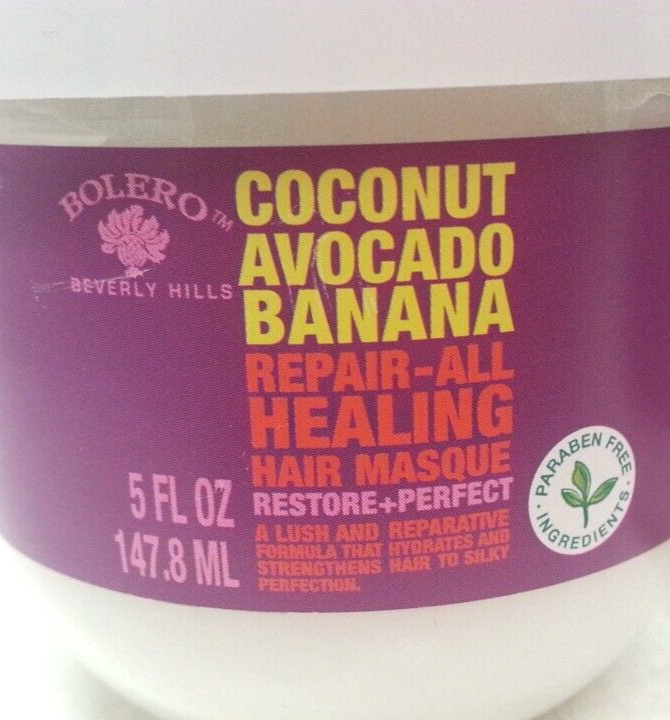 BOLERO™
BEVERLY HILLS
COCONUT
AVOCADO
BANANA
REPAIR-ALL
HEALING
HAIR MASQUE
RESTORE+PERFECT
A LUSH AND REPARATIVE
FORMULA THAT HYDRATES AND
STRENGTHENS HAIR TO SILKY
PERFECTION.
5 FL OZ
147.8 ML
· PARABEN FREE ·
INGREDIENTS